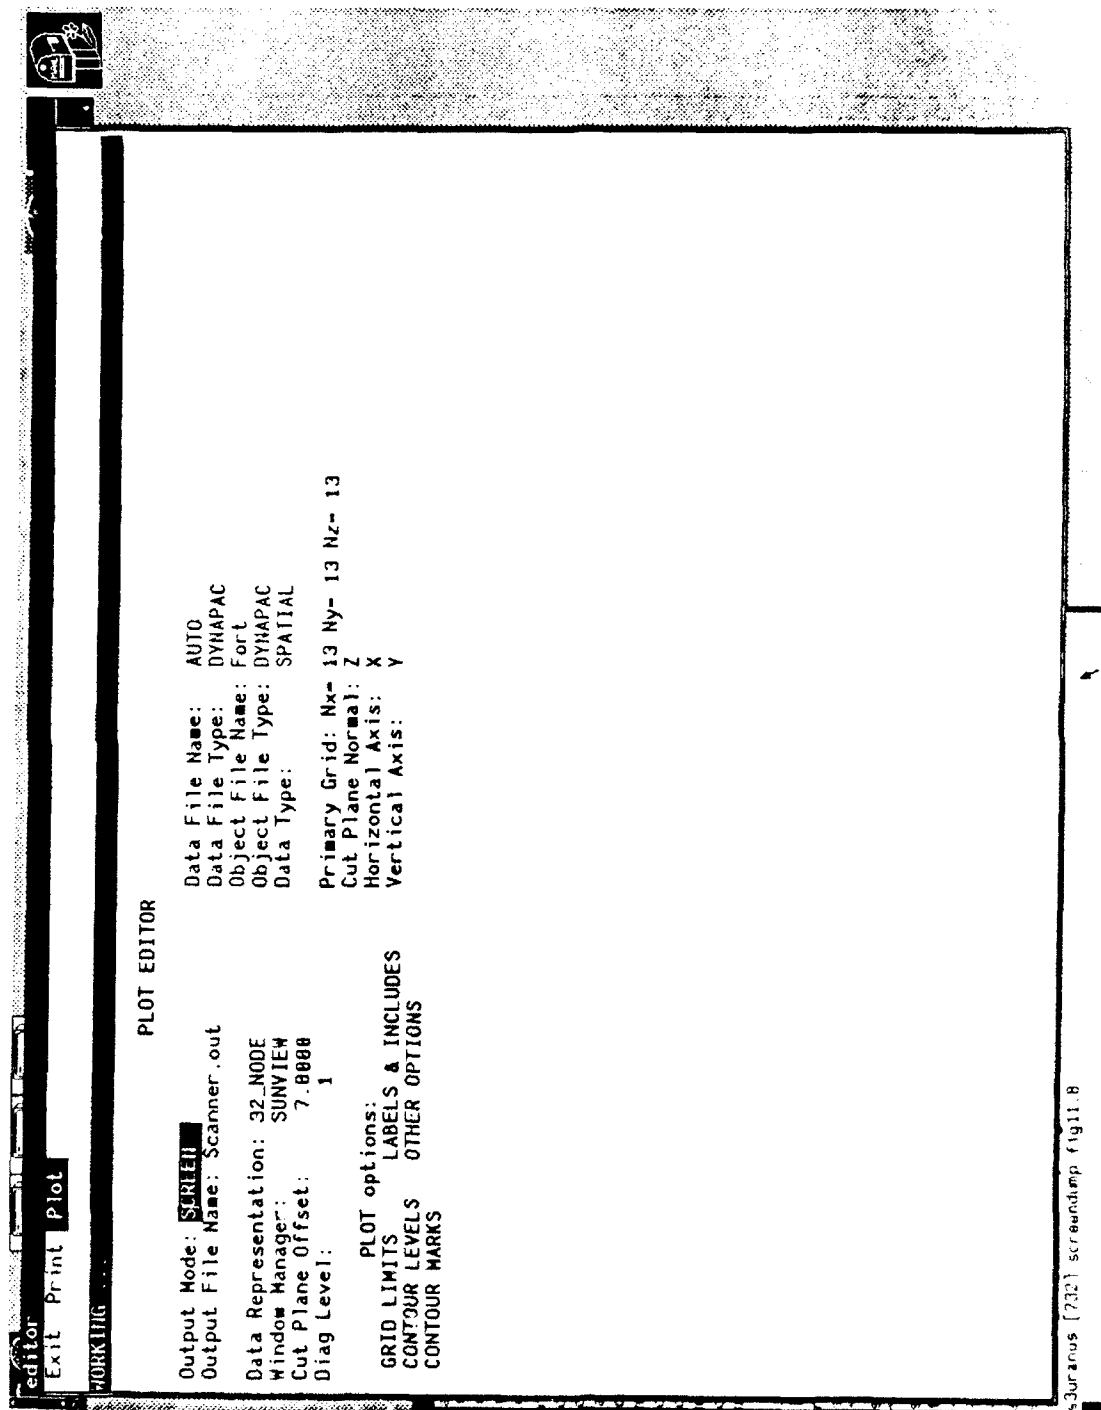 editor
Exit Print Plot
WORKING ...
PLOT EDITOR
Output Mode: SCREEN
Output File Name: Scanner.out
Data Representation: 32_NODE
Window Manager: SUNVIEW
Cut Plane Offset: 7.0000
Diag Level: 1
PLOT options:
GRID LIMITS LABELS & INCLUDES
CONTOUR LEVELS OTHER OPTIONS
CONTOUR MARKS
Data File Name: AUTO
Data File Type: DYNAPAC
Object File Name: Fort
Object File Type: DYNAPAC
Data Type: SPATIAL
Primary Grid: Nx= 13 Ny= 13 Nz= 13
Cut Plane Normal: Z
Horizontal Axis: X
Vertical Axis: Y
uranus [732] screendump fig11.8